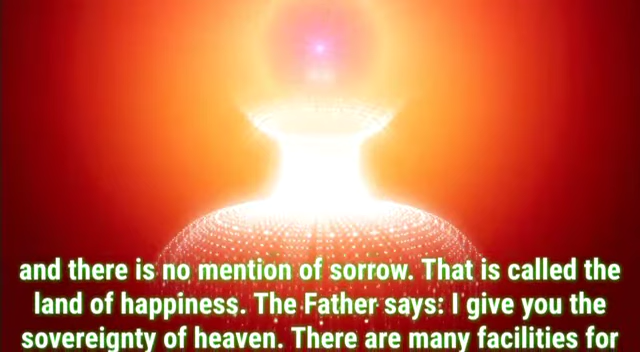 and there is no mention of sorrow. That is called the
land of happiness. The Father says: I give you the
sovereignty of heaven. There are many facilities for